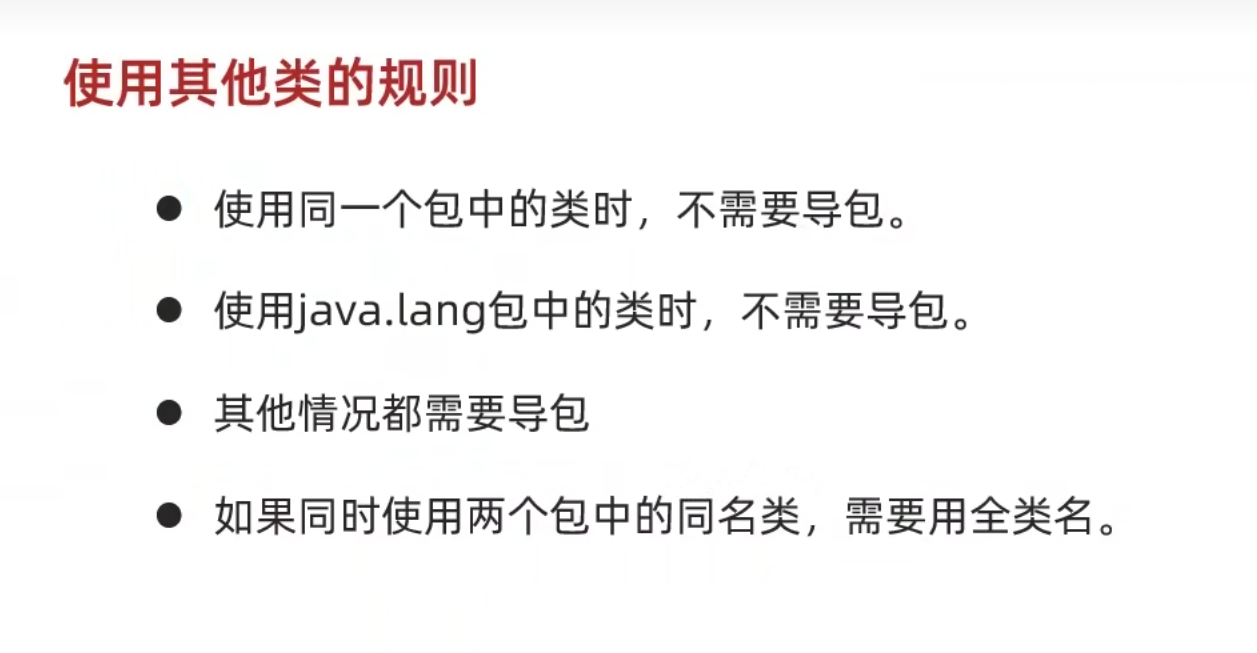 使用其他类的规则
● 使用同一个包中的类时，不需要导包。
● 使用java.lang包中的类时，不需要导包。
● 其他情况都需要导包
● 如果同时使用两个包中的同名类，需要用全类名。